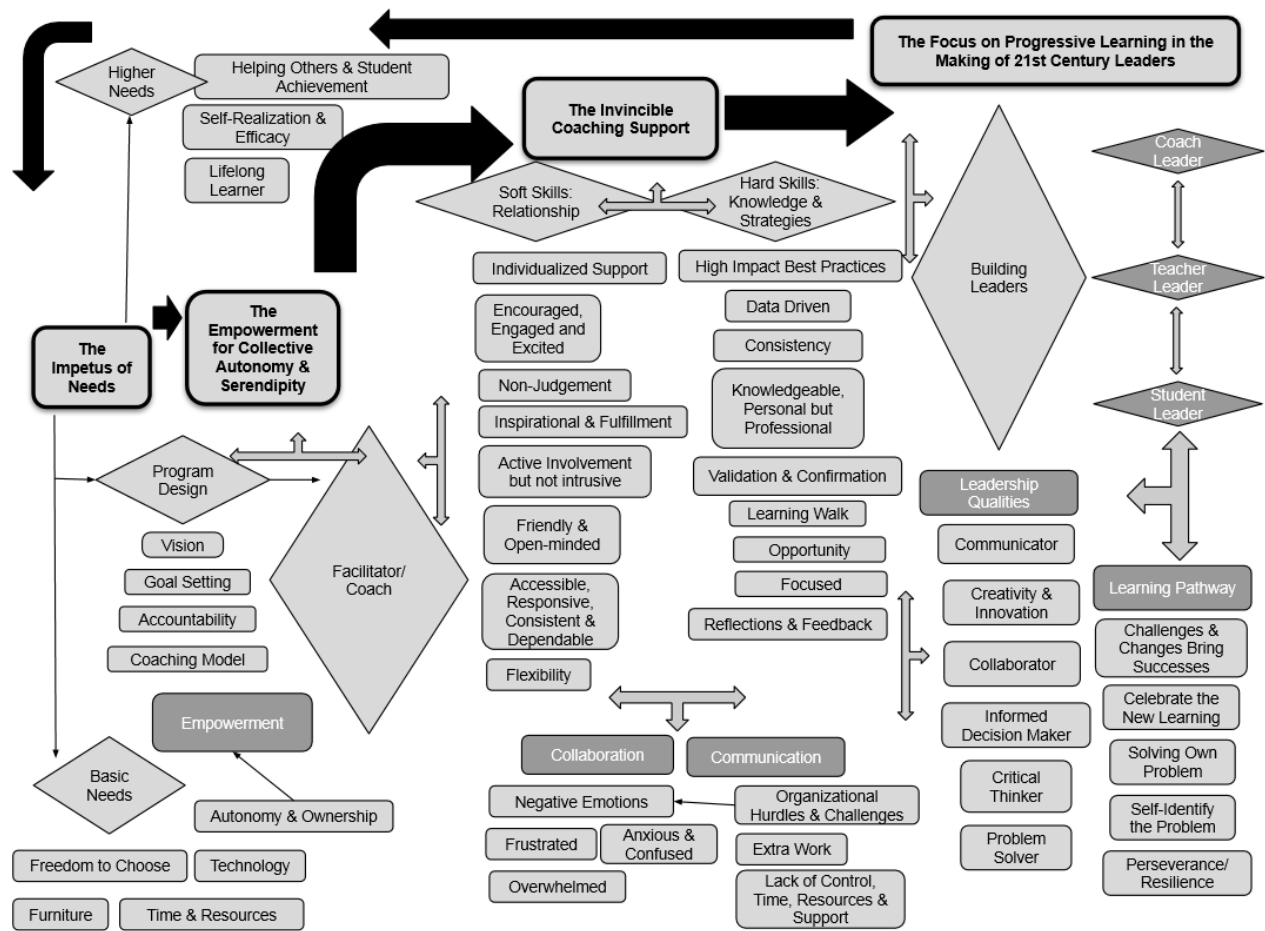 The Focus on Progressive Learning in the
Making of 21st Century Leaders
Higher
Needs
Helping Others & Student
Achievement
Self-Realization &
Efficacy
Lifelong
Learner
The Invincible
Coaching Support
Soft Skills:
Relationship
Hard Skills:
Knowledge &
Strategies
Coach
Leader
Teacher
Leader
Student
Leader
Building
Leaders
The
Impetus of
Needs
The
Empowerment
for Collective
Autonomy &
Serendipity
Individualized Support
Encouraged,
Engaged and
Excited
Non-Judgement
Inspirational & Fulfillment
Active Involvement
but not intrusive
Friendly &
Open-minded
Accessible,
Responsive,
Consistent &
Dependable
Flexibility
High Impact Best Practices
Data Driven
Consistency
Knowledgeable,
Personal but
Professional
Validation & Confirmation
Learning Walk
Opportunity
Focused
Reflections & Feedback
Program
Design
Vision
Goal Setting
Accountability
Coaching Model
Facilitator/
Coach
Empowerment
Basic
Needs
Autonomy & Ownership
Freedom to Choose
Technology
Furniture
Time & Resources
Collaboration
Communication
Negative Emotions
Organizational
Hurdles & Challenges
Frustrated
Anxious &
Confused
Extra Work
Overwhelmed
Lack of Control,
Time, Resources &
Support
Leadership
Qualities
Communicator
Creativity &
Innovation
Collaborator
Informed
Decision Maker
Critical
Thinker
Problem
Solver
Learning Pathway
Challenges &
Changes Bring
Successes
Celebrate the
New Learning
Solving Own
Problem
Self-Identify
the Problem
Perseverance/
Resilience